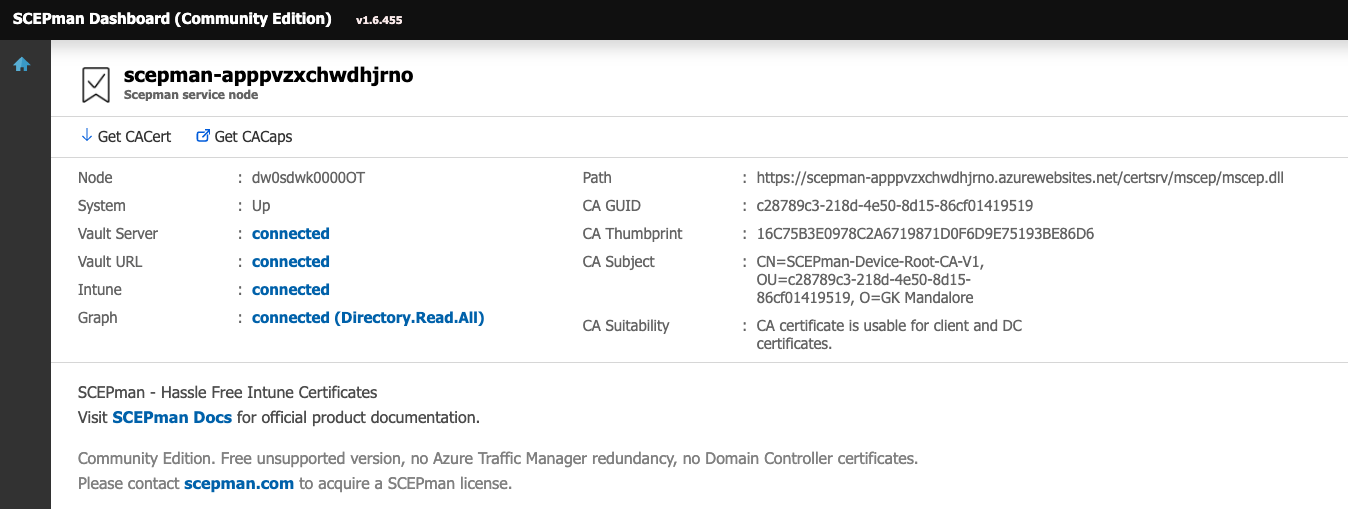 SCEPman Dashboard (Community Edition) v1.6.455
scepman-apppvzxchwdhjrno
Scepman service node
Get CACert Get CACaps
Node : dw0sdwk0000OT
System : Up
Vault Server : connected
Vault URL : connected
Intune : connected
Graph : connected (Directory.Read.All)
Path : https://scepman-apppvzxchwdhjrno.azurewebsites.net/certsrv/mscep/mscep.dll
CA GUID : c28789c3-218d-4e50-8d15-86cf01419519
CA Thumbprint : 16C75B3E0978C2A6719871D0F6D9E75193BE86D6
CA Subject : CN=SCEPman-Device-Root-CA-V1,
OU=c28789c3-218d-4e50-8d15-
86cf01419519, O=GK Mandalore
CA Suitability : CA certificate is usable for client and DC
certificates.
SCEPman - Hassle Free Intune Certificates
Visit SCEPman Docs for official product documentation.
Community Edition. Free unsupported version, no Azure Traffic Manager redundancy, no Domain Controller certificates.
Please contact scepman.com to acquire a SCEPman license.